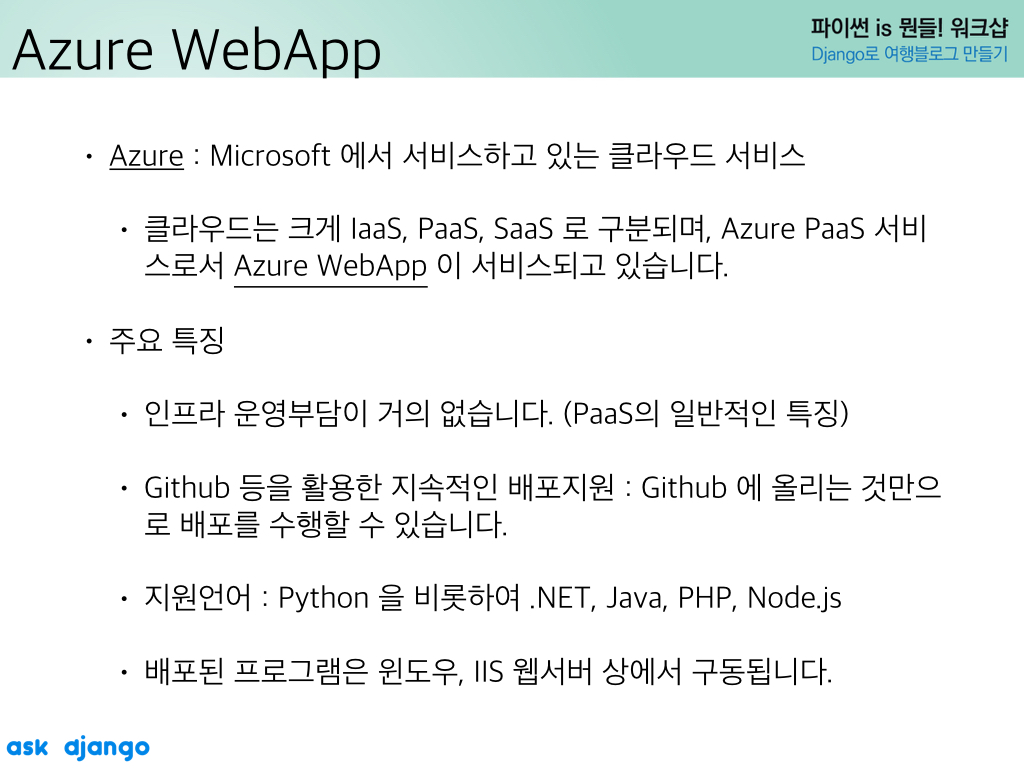 Azure WebApp
파이썬 is 뭔들! 워크샵
Django로 여행블로그 만들기
• Azure : Microsoft 에서 서비스하고 있는 클라우드 서비스
• 클라우드는 크게 IaaS, PaaS, SaaS 로 구분되며, Azure PaaS 서비
스로서 Azure WebApp 이 서비스되고 있습니다.
• 주요 특징
• 인프라 운영부담이 거의 없습니다. (PaaS의 일반적인 특징)
• Github 등을 활용한 지속적인 배포지원 : Github 에 올리는 것만으
로 배포를 수행할 수 있습니다.
• 지원언어 : Python 을 비롯하여 .NET, Java, PHP, Node.js
• 배포된 프로그램은 윈도우, IIS 웹서버 상에서 구동됩니다.
ask django